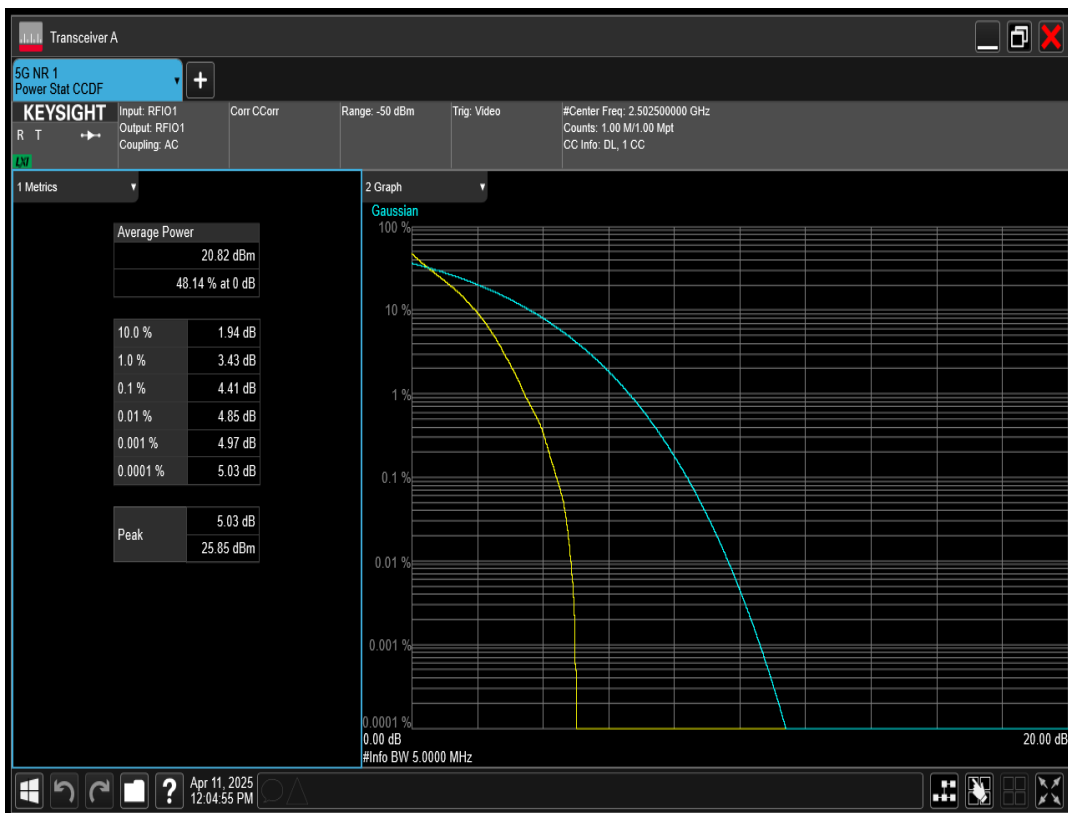 Transceiver A
5G NR 1
Power Stat CCDF
+
KEYSIGHT
R T
LXI
Input: RFIO1
Output: RFIO1
Coupling: AC
Corr CCorr
Range: -50 dBm
Trig: Video
#Center Freq: 2.502500000 GHz
Counts: 1.00 M/1.00 Mpt
CC Info: DL, 1 CC
1 Metrics
Average Power
20.82 dBm
48.14 % at 0 dB
10.0 % 1.94 dB
1.0 % 3.43 dB
0.1 % 4.41 dB
0.01 % 4.85 dB
0.001 % 4.97 dB
0.0001 % 5.03 dB
Peak
5.03 dB
25.85 dBm
2 Graph
Gaussian
100 %
10 %
1 %
0.1 %
0.01 %
0.001 %
0.0001 %
0.00 dB 20.00 dB
#Info BW 5.0000 MHz
?
Apr 11, 2025
12:04:55 PM